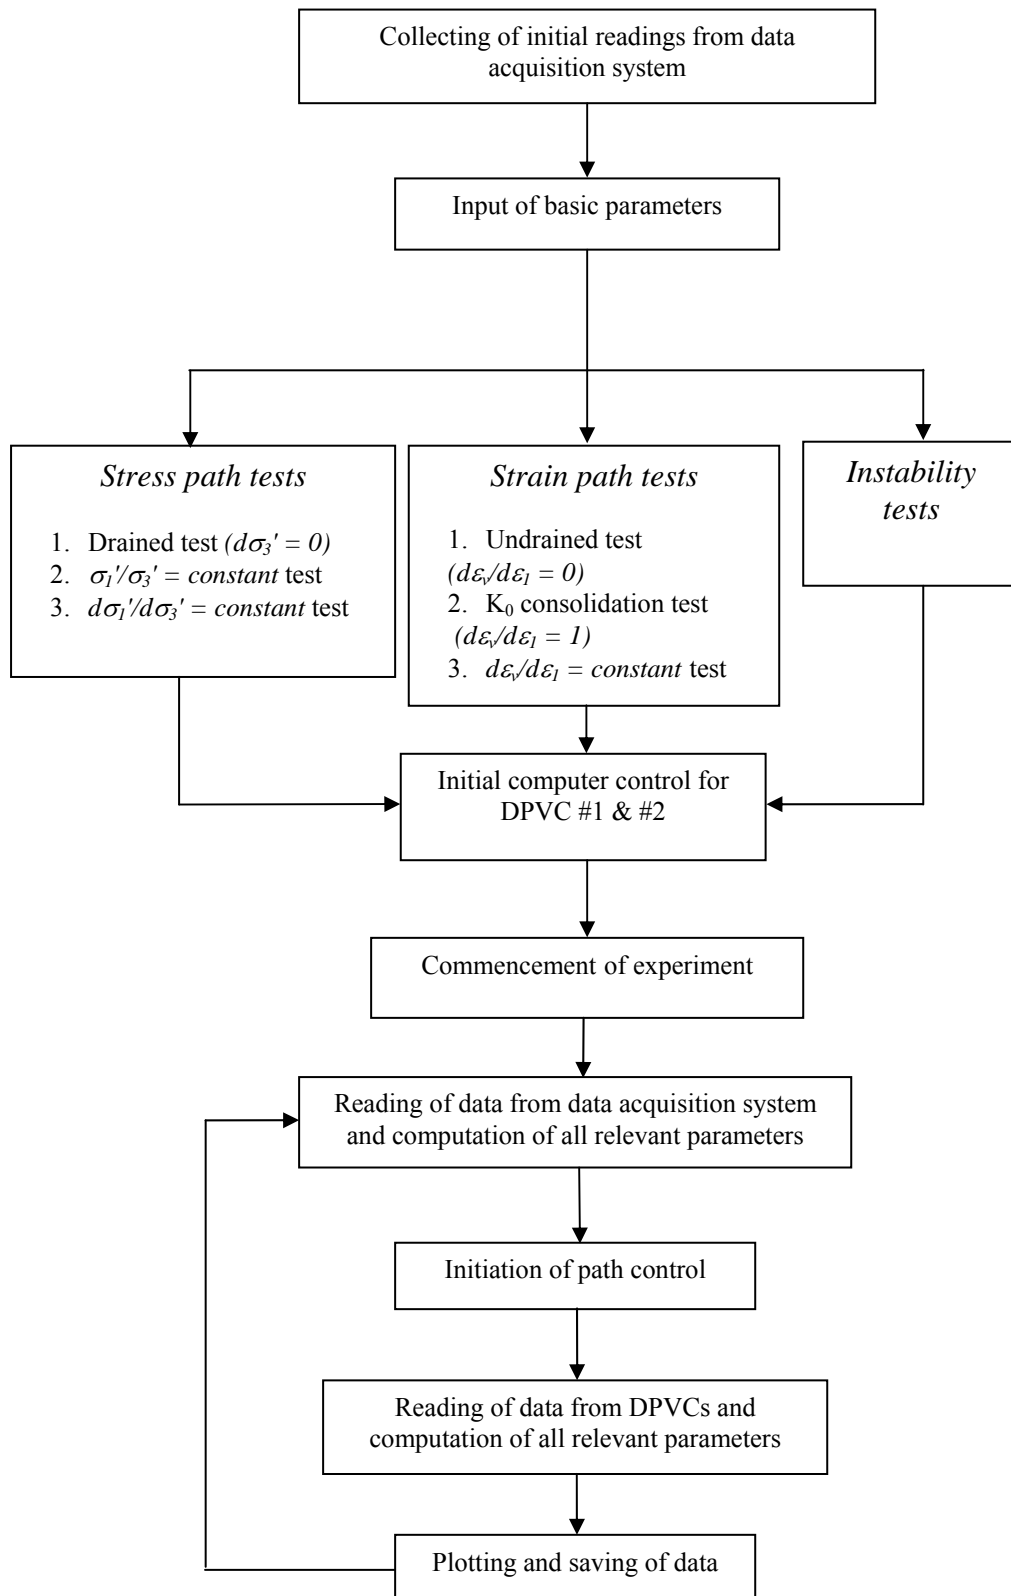 Collecting of initial readings from data
acquisition system
Input of basic parameters
Stress path tests
1. Drained test (dσ₃' = 0)
2. σ₁'/σ₃' = constant test
3. dσ₁'/dσ₃' = constant test
Strain path tests
1. Undrained test
(dεᵥ/dε₁ = 0)
2. K₀ consolidation test
(dεᵥ/dε₁ = 1)
3. dεᵥ/dε₁ = constant test
Instability
tests
Initial computer control for
DPVC #1 & #2
Commencement of experiment
Reading of data from data acquisition system
and computation of all relevant parameters
Initiation of path control
Reading of data from DPVCs and
computation of all relevant parameters
Plotting and saving of data